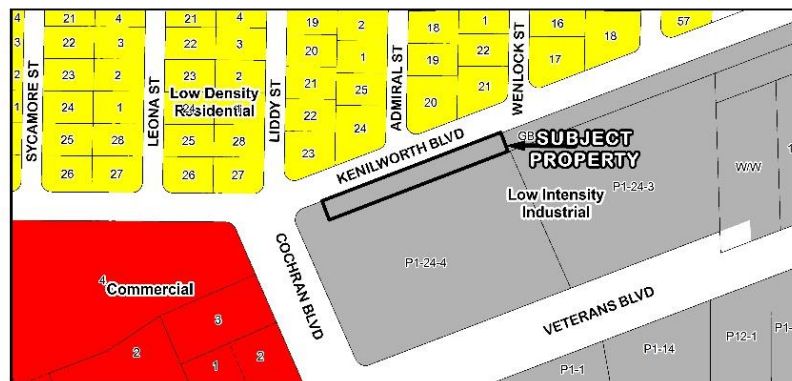 4
21
4
21
4
19
2
18
1
16
18
57
3
22
3
22
3
20
1
19
22
17
2
23
2
23
2
21
25
20
21
1
24
1
24
22
24
25
28
25
28
23
26
27
26
27
SYCAMORE ST
LEONA ST
LIDDY ST
ADMIRAL ST
WENLOCK ST
Low Density
Residential
KENILWORTH BLVD
GB
SUBJECT
PROPERTY
Low Intensity
Industrial
P1-24-3
W/W
1
P1-24-4
COCHRAN BLVD
VETERANS BLVD
4
Commercial
3
2
1
2
P1-1
P1-14
P12-1
P1-